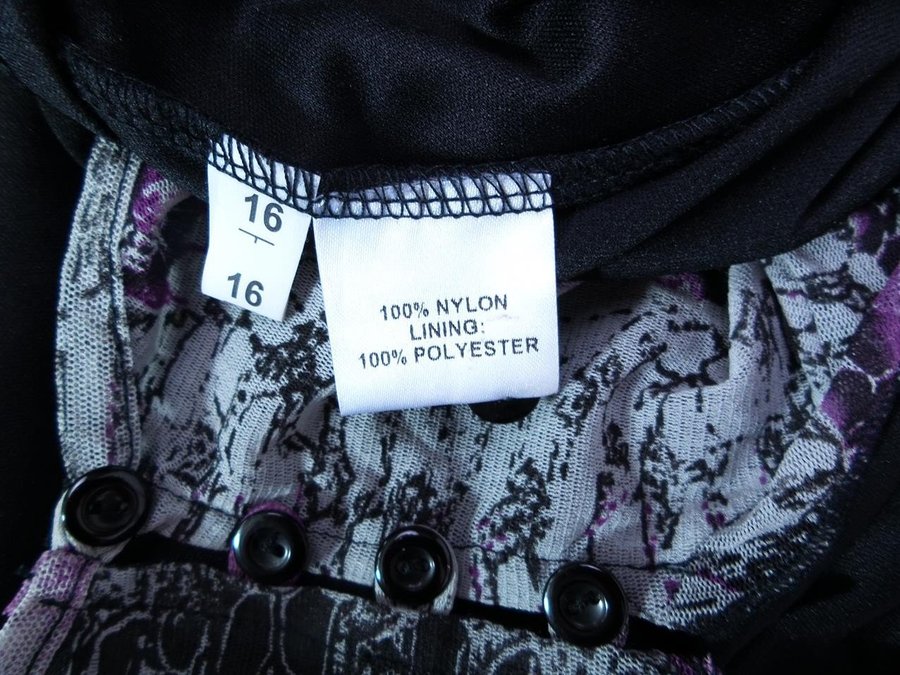 16
16
100% NYLON
LINING:
100% POLYESTER